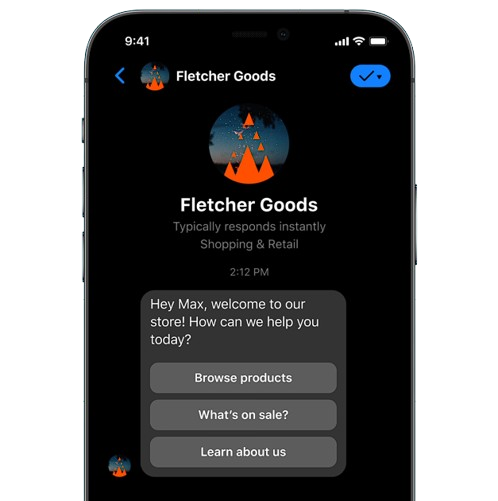 9:41
Fletcher Goods
Fletcher Goods
Typically responds instantly
Shopping & Retail
2:12 PM
Hey Max, welcome to our
store! How can we help you
today?
Browse products
What's on sale?
Learn about us